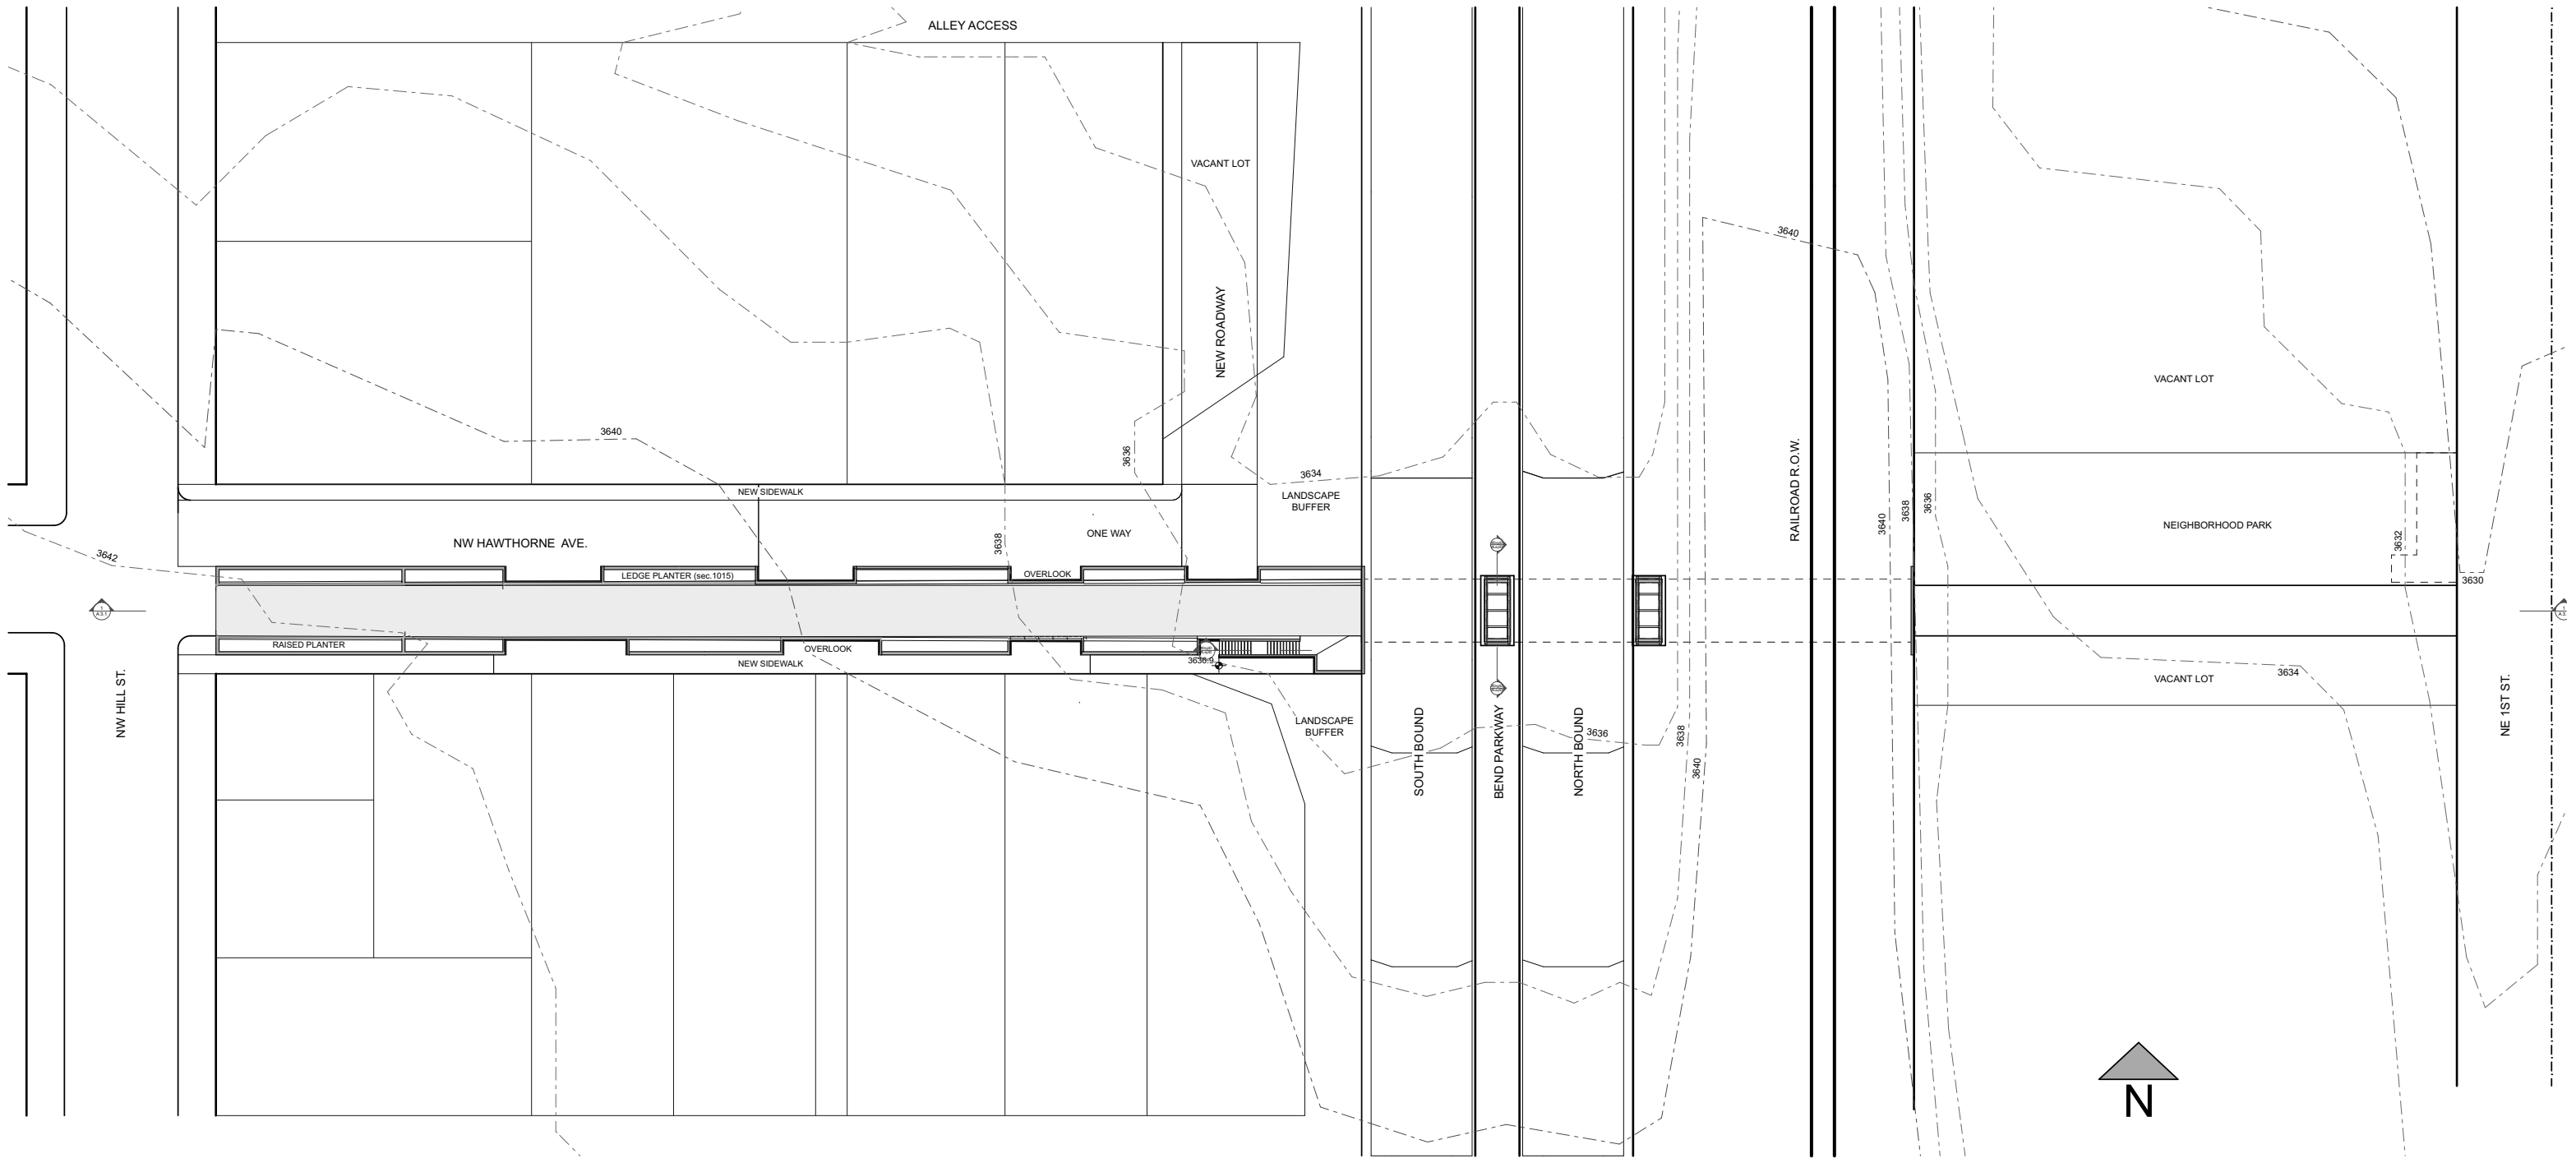 ALLEY ACCESS
VACANT LOT
3640
NEW ROADWAY
VACANT LOT
3640
3636
3634
RAILROAD R.O.W.
NEW SIDEWALK
LANDSCAPE
BUFFER
3640
3638
3636
NEIGHBORHOOD PARK
NW HAWTHORNE AVE.
ONE WAY
3638
3632
3642
LEDGE PLANTER (sec.1015)
OVERLOOK
3630
1
A3.1
RAISED PLANTER
OVERLOOK
NEW SIDEWALK
3636.9
3634
VACANT LOT
NW HILL ST.
LANDSCAPE
BUFFER
SOUTH BOUND
BEND PARKWAY
NORTH BOUND
3636
3638
3640
NE 1ST ST.
N